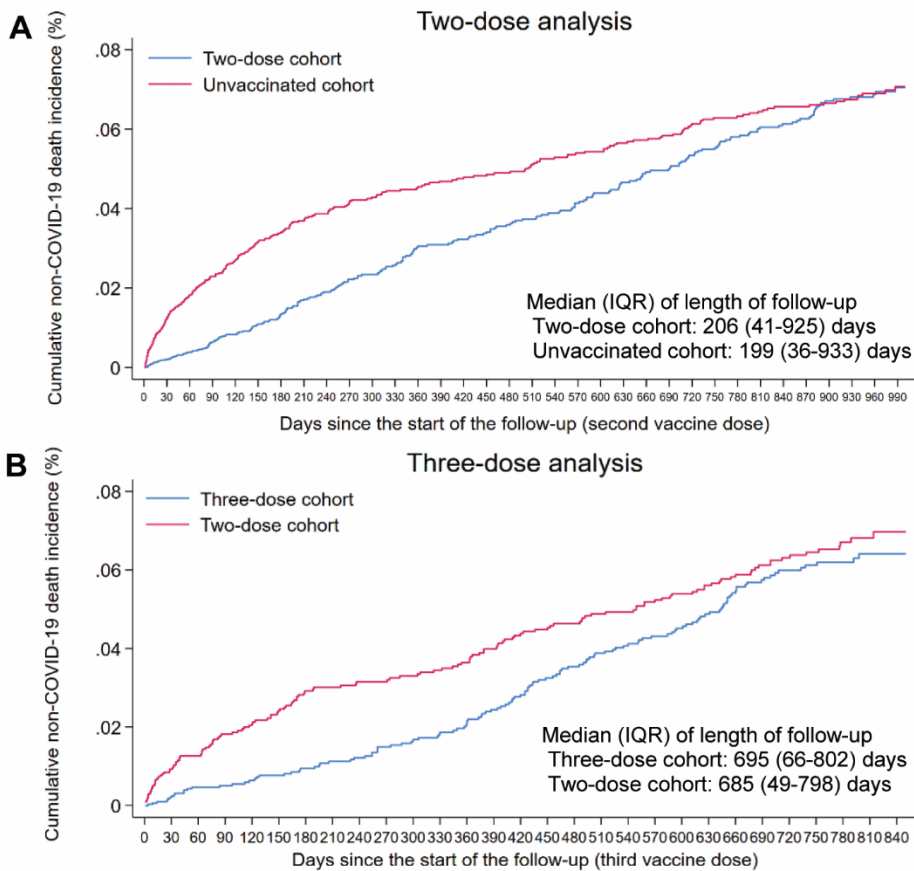 A
Two-dose analysis
Cumulative non-COVID-19 death incidence (%)
.08
.06
.04
.02
0
Two-dose cohort
Unvaccinated cohort
Median (IQR) of length of follow-up
Two-dose cohort: 206 (41-925) days
Unvaccinated cohort: 199 (36-933) days
0 30 60 90 120 150 180 210 240 270 300 330 360 390 420 450 480 510 540 570 600 630 660 690 720 750 780 810 840 870 900 930 960 990
Days since the start of the follow-up (second vaccine dose)
B
Three-dose analysis
Cumulative non-COVID-19 death incidence (%)
.08
.06
.04
.02
0
Three-dose cohort
Two-dose cohort
Median (IQR) of length of follow-up
Three-dose cohort: 695 (66-802) days
Two-dose cohort: 685 (49-798) days
0 30 60 90 120 150 180 210 240 270 300 330 360 390 420 450 480 510 540 570 600 630 660 690 720 750 780 810 840
Days since the start of the follow-up (third vaccine dose)